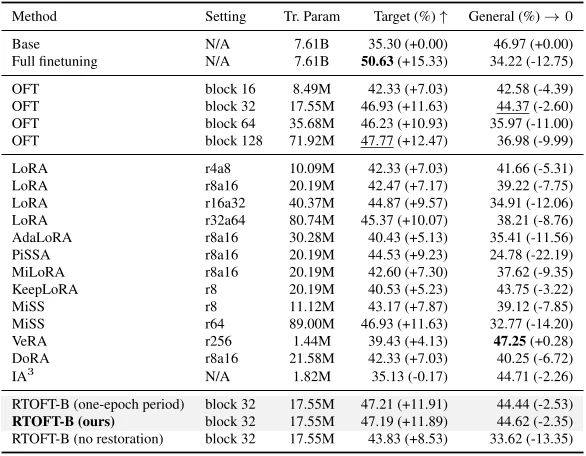 Method Setting Tr. Param Target (%) ↑ General (%) → 0
Base N/A 7.61B 35.30 (+0.00) 46.97 (+0.00)
Full finetuning N/A 7.61B 50.63 (+15.33) 34.22 (-12.75)
OFT block 16 8.49M 42.33 (+7.03) 42.58 (-4.39)
OFT block 32 17.55M 46.93 (+11.63) 44.37 (-2.60)
OFT block 64 35.68M 46.23 (+10.93) 35.97 (-11.00)
OFT block 128 71.92M 47.77 (+12.47) 36.98 (-9.99)
LoRA r4a8 10.09M 42.33 (+7.03) 41.66 (-5.31)
LoRA r8a16 20.19M 42.47 (+7.17) 39.22 (-7.75)
LoRA r16a32 40.37M 44.87 (+9.57) 34.91 (-12.06)
LoRA r32a64 80.74M 45.37 (+10.07) 38.21 (-8.76)
AdaLoRA r8a16 30.28M 40.43 (+5.13) 35.41 (-11.56)
PiSSA r8a16 20.19M 44.53 (+9.23) 24.78 (-22.19)
MiLoRA r8a16 20.19M 42.60 (+7.30) 37.62 (-9.35)
KeepLoRA r8 20.19M 40.53 (+5.23) 43.75 (-3.22)
MiSS r8 11.12M 43.17 (+7.87) 39.12 (-7.85)
MiSS r64 89.00M 46.93 (+11.63) 32.77 (-14.20)
VeRA r256 1.44M 39.43 (+4.13) 47.25 (+0.28)
DoRA r8a16 21.58M 42.33 (+7.03) 40.25 (-6.72)
IA³ N/A 1.82M 35.13 (-0.17) 44.71 (-2.26)
RTOFT-B (one-epoch period) block 32 17.55M 47.21 (+11.91) 44.44 (-2.53)
RTOFT-B (ours) block 32 17.55M 47.19 (+11.89) 44.62 (-2.35)
RTOFT-B (no restoration) block 32 17.55M 43.83 (+8.53) 33.62 (-13.35)